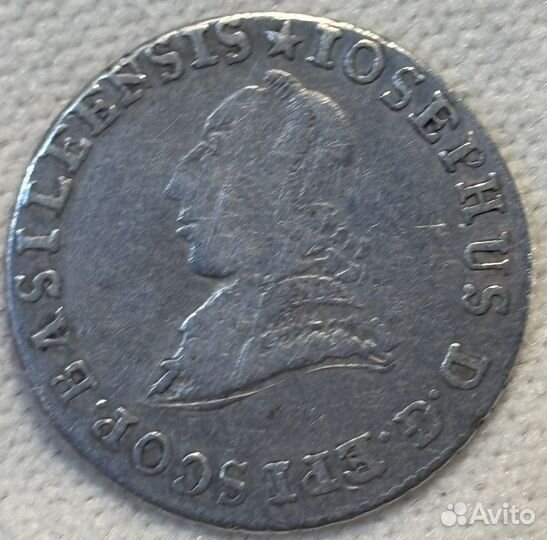 ★ IOSEPHUS D.G. EPISCOP. BASILEENSIS
Avito